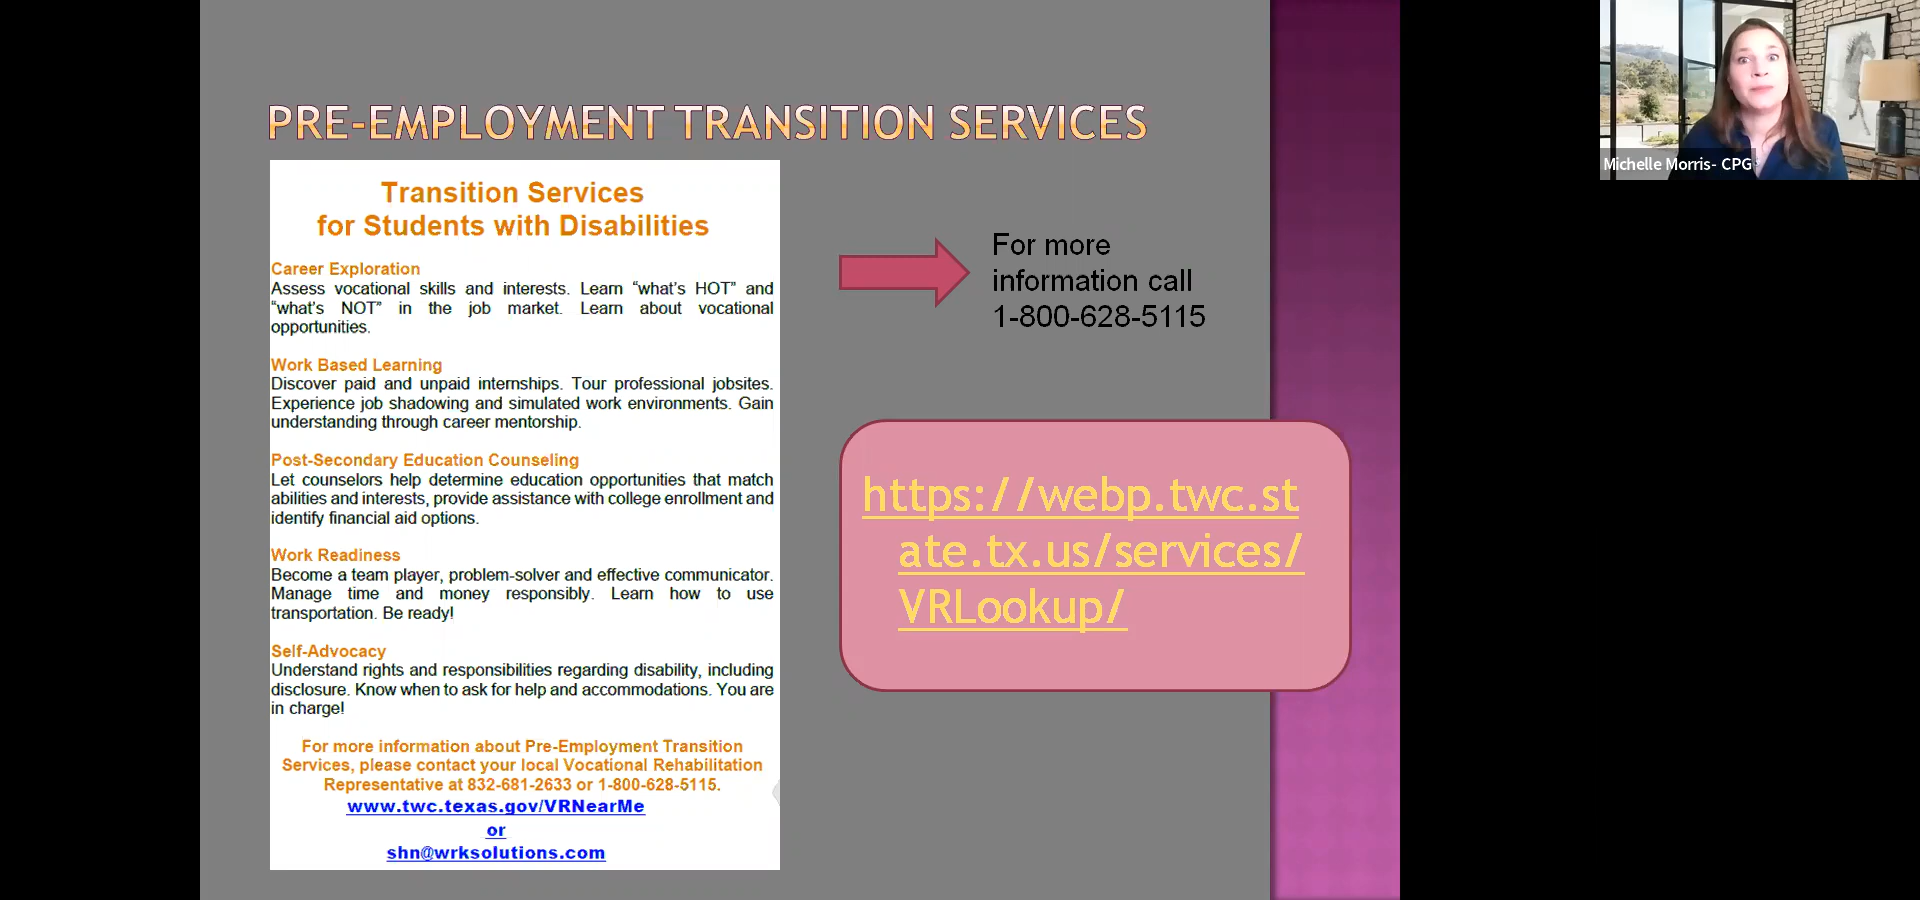 PRE-EMPLOYMENT TRANSITION SERVICES
Transition Services
for Students with Disabilities
Career Exploration
Assess vocational skills and interests. Learn “what’s HOT” and
“what’s NOT” in the job market. Learn about vocational
opportunities.
Work Based Learning
Discover paid and unpaid internships. Tour professional jobsites.
Experience job shadowing and simulated work environments. Gain
understanding through career mentorship.
Post-Secondary Education Counseling
Let counselors help determine education opportunities that match
abilities and interests, provide assistance with college enrollment and
identify financial aid options.
Work Readiness
Become a team player, problem-solver and effective communicator.
Manage time and money responsibly. Learn how to use
transportation. Be ready!
Self-Advocacy
Understand rights and responsibilities regarding disability, including
disclosure. Know when to ask for help and accommodations. You are
in charge!
For more information about Pre-Employment Transition
Services, please contact your local Vocational Rehabilitation
Representative at 832-681-2633 or 1-800-628-5115.
www.twc.texas.gov/VRNearMe
or
shn@wrksolutions.com
For more
information call
1-800-628-5115
https://webp.twc.st
ate.tx.us/services/
VRLookup/
Michelle Morris- CPG